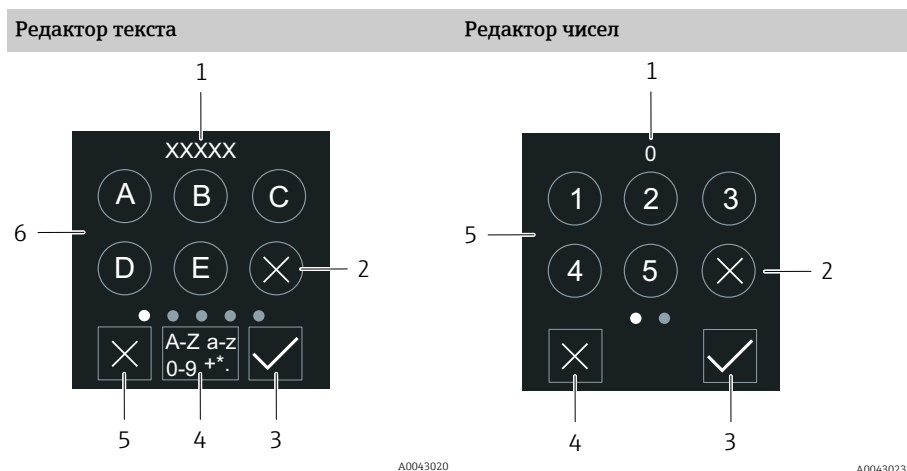 Редактор текста
Редактор чисел
1
XXXXX
A B C
6
D E
2
A-Z a-z
0-9 +*.
5 4 3
A0043020
1
0
1 2 3
5
4 5
2
4 3
A0043023